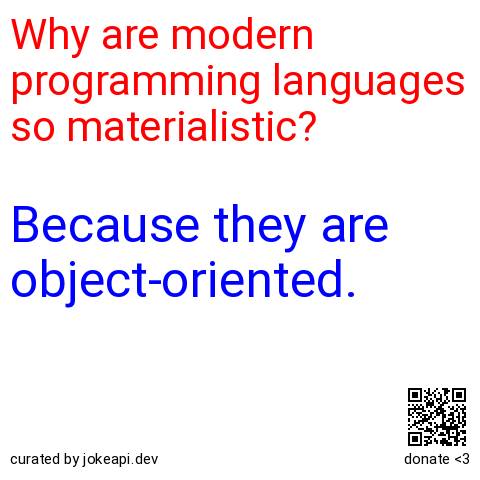 Why are modern
programming languages
so materialistic?
Because they are
object-oriented.
curated by jokeapi.dev
donate <3